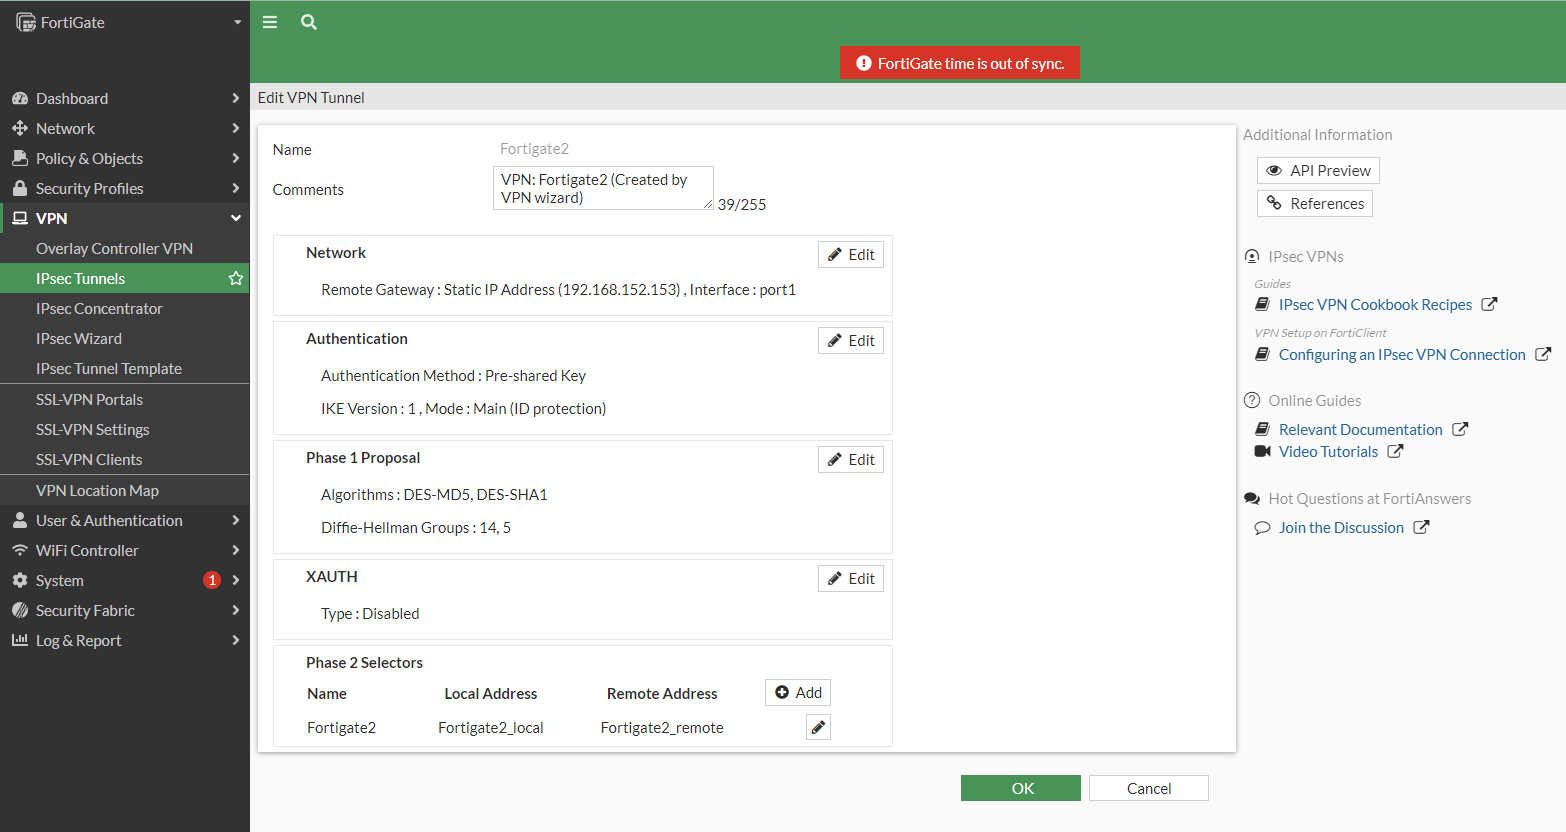 FortiGate
FortiGate time is out of sync.
Dashboard
Network
Policy & Objects
Security Profiles
VPN
Overlay Controller VPN
IPsec Tunnels
IPsec Concentrator
IPsec Wizard
IPsec Tunnel Template
SSL-VPN Portals
SSL-VPN Settings
SSL-VPN Clients
VPN Location Map
User & Authentication
WiFi Controller
System 1
Security Fabric
Log & Report
Edit VPN Tunnel
Name Fortigate2
Comments VPN: Fortigate2 (Created by
VPN wizard) 39/255
Network Edit
Remote Gateway : Static IP Address (192.168.152.153) , Interface : port1
Authentication Edit
Authentication Method : Pre-shared Key
IKE Version : 1 , Mode : Main (ID protection)
Phase 1 Proposal Edit
Algorithms : DES-MD5, DES-SHA1
Diffie-Hellman Groups : 14, 5
XAUTH Edit
Type : Disabled
Phase 2 Selectors
Name Local Address Remote Address Add
Fortigate2 Fortigate2_local Fortigate2_remote
OK Cancel
Additional Information
API Preview
References
IPsec VPNs
Guides
IPsec VPN Cookbook Recipes
VPN Setup on FortiClient
Configuring an IPsec VPN Connection
Online Guides
Relevant Documentation
Video Tutorials
Hot Questions at FortiAnswers
Join the Discussion